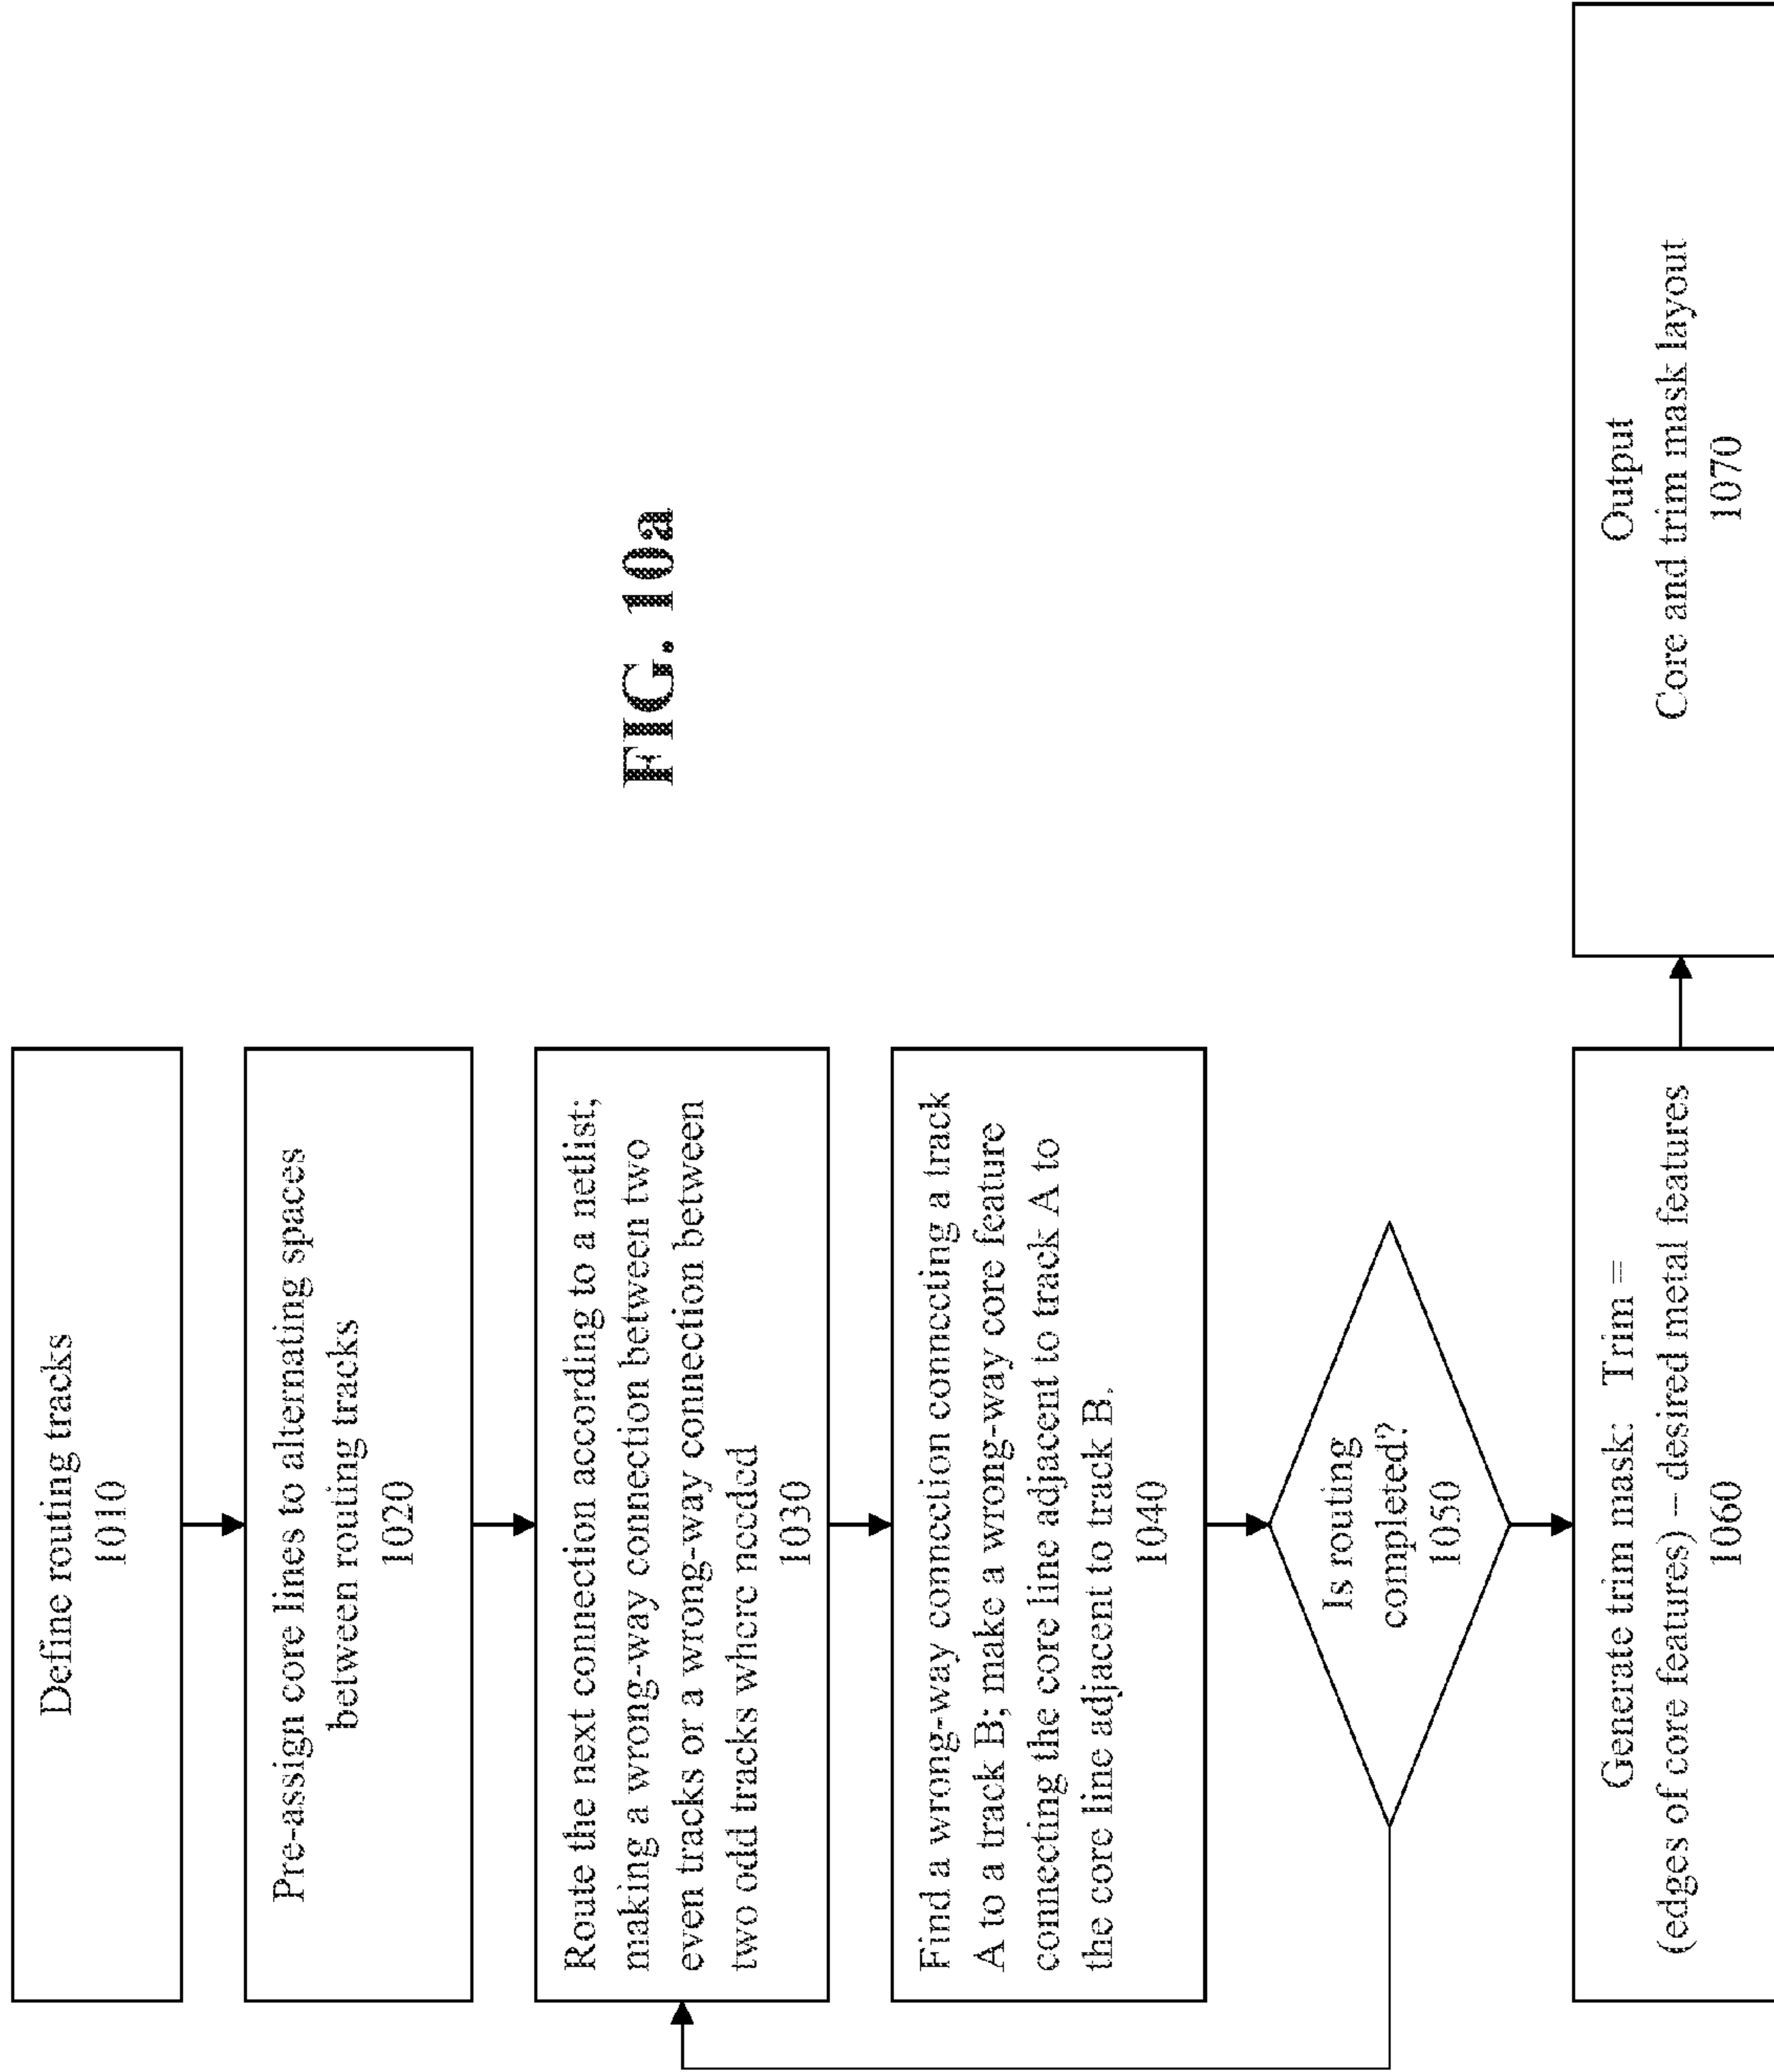 Define routing tracks
1010
Pre-assign core lines to alternating spaces
between routing tracks
1020
Route the next connection according to a netlist;
making a wrong-way connection between two
even tracks or a wrong-way connection between
two odd tracks where needed
1030
Find a wrong-way connection connecting a track
A to a track B; make a wrong-way core feature
connecting the core line adjacent to track A to
the core line adjacent to track B.
1040
Is routing
completed?
1050
Generate trim mask: Trim =
(edges of core features) – desired metal features
1060
Output
Core and trim mask layout
1070
FIG. 10a